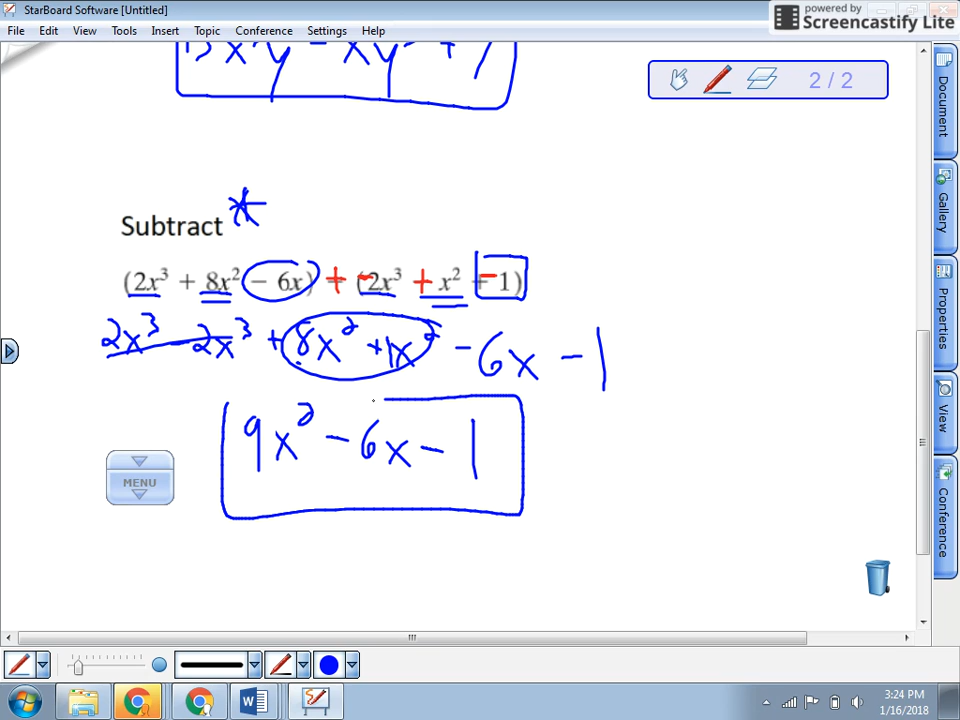 StarBoard Software [Untitled]
powered by
Screencastify Lite
File Edit View Tools Insert Topic Conference Settings Help
2 / 2
Document
Gallery
Properties
View
Conference
Subtract *
(2x³ + 8x² − 6x) + (-2x³ + x² - 1)
2x³ - 2x³ + 8x² + 1x² - 6x - 1
9x² - 6x - 1
MENU
3:24 PM
1/16/2018